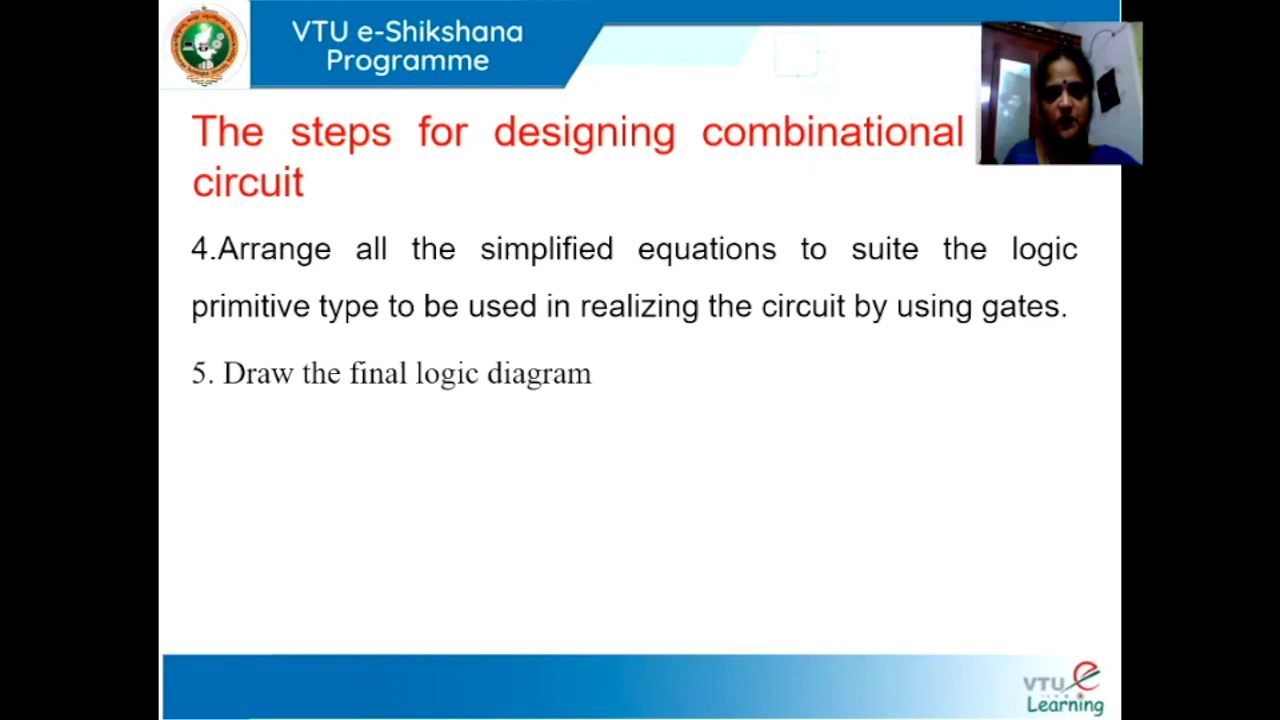 VTU e-Shikshana
Programme
The steps for designing combinational
circuit
4.Arrange all the simplified equations to suite the logic
primitive type to be used in realizing the circuit by using gates.
5. Draw the final logic diagram
VTU e
Learning